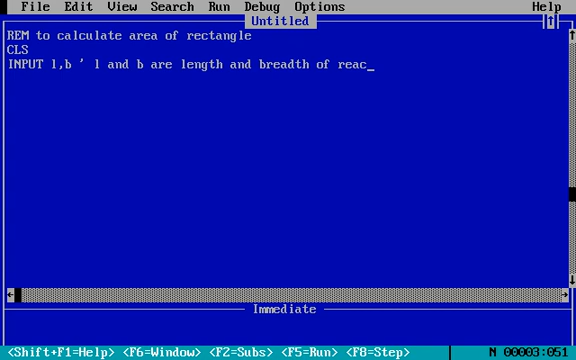 File Edit View Search Run Debug Options Help
Untitled
REM to calculate area of rectangle
CLS
INPUT l,b ' l and b are length and breadth of reac_
Immediate
<Shift+F1=Help> <F6=Window> <F2=Subs> <F5=Run> <F8=Step> N 00003:051